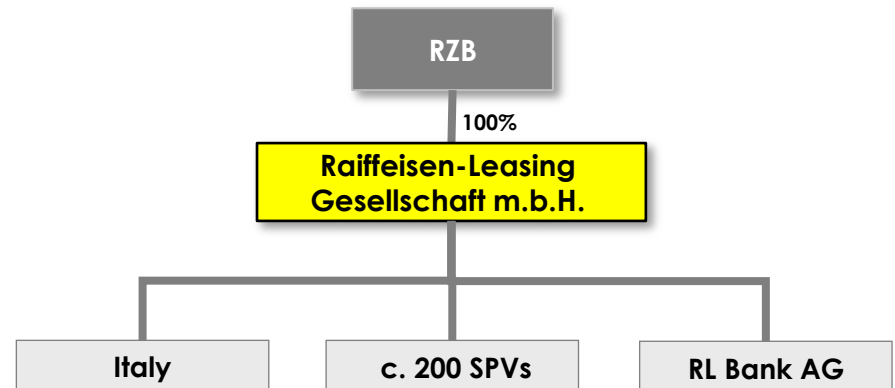 RZB
100%
Raiffeisen-Leasing
Gesellschaft m.b.H.
Italy
c. 200 SPVs
RL Bank AG